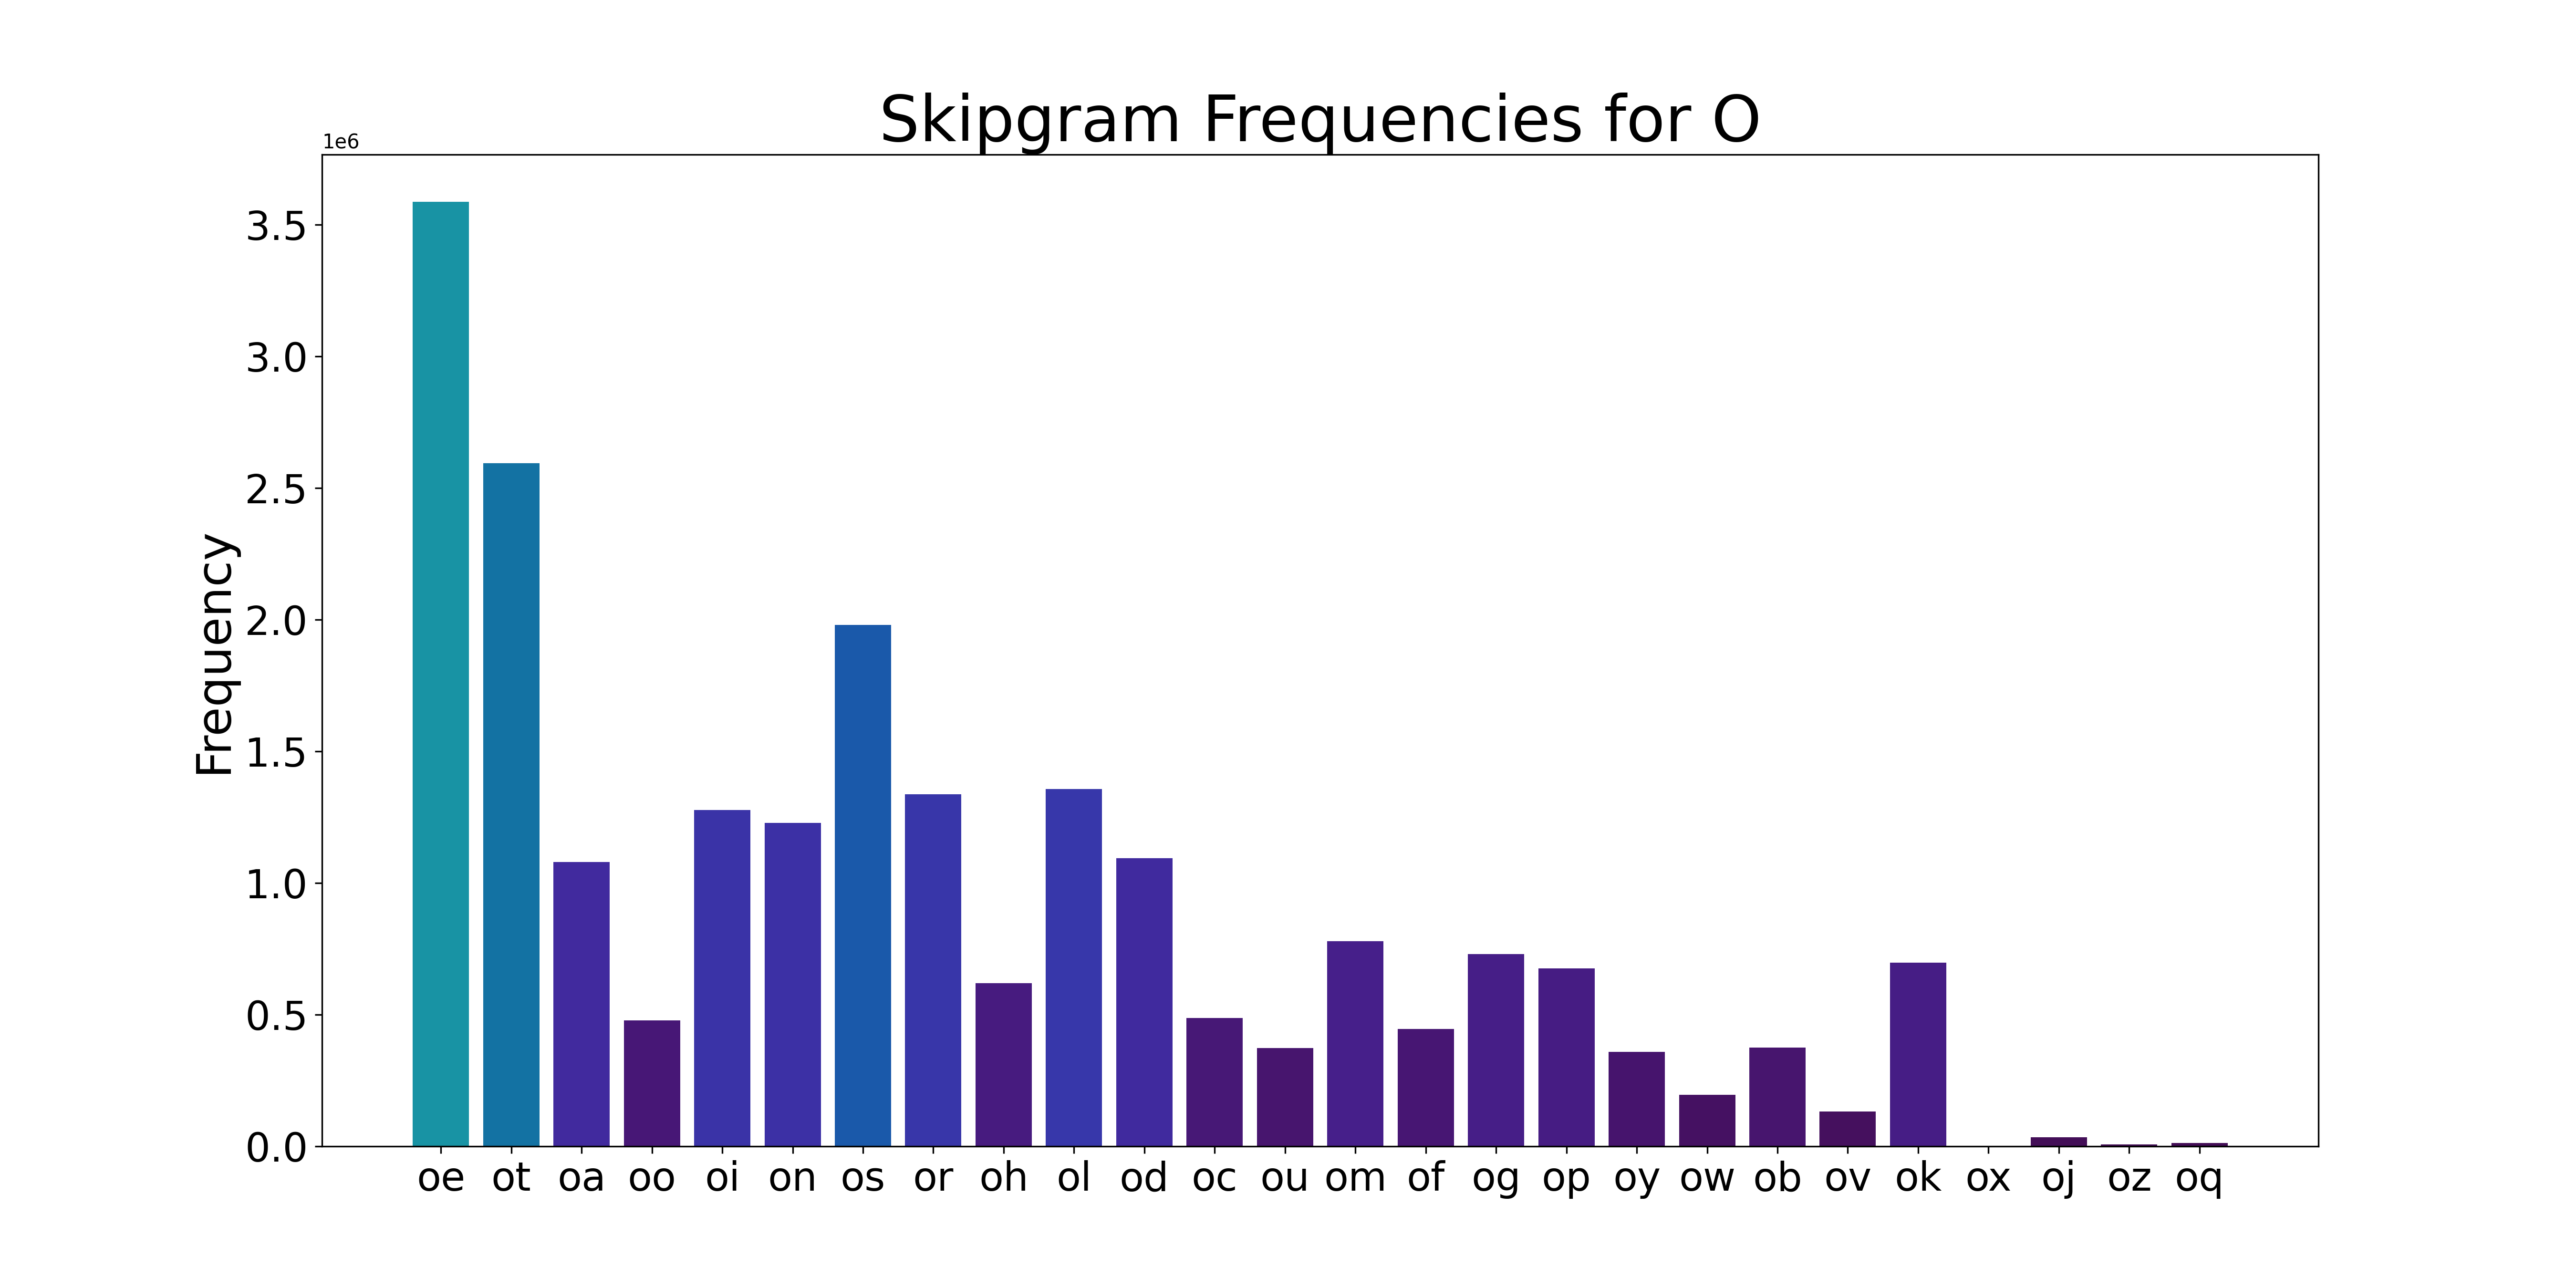 Skipgram Frequencies for O
1e6
3.5
3.0
2.5
2.0
1.5
1.0
0.5
0.0
Frequency
oe ot oa oo oi on os or oh ol od oc ou om of og op oy ow ob ov ok ox oj oz oq